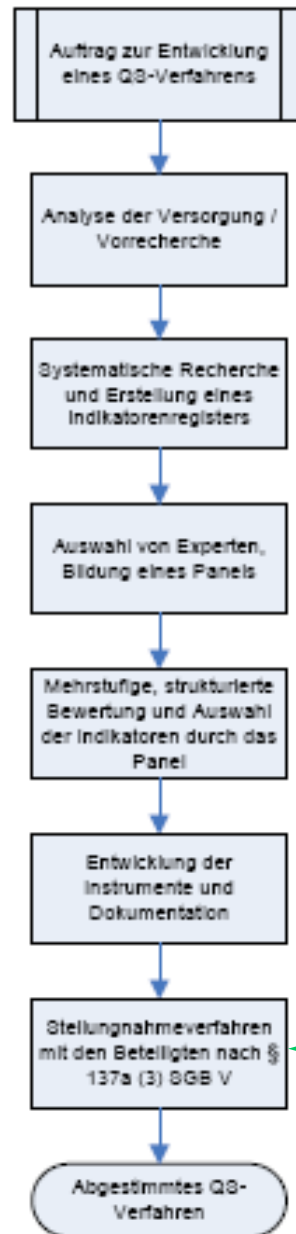 Auftrag zur Entwicklung
eines QS-Verfahrens
Analyse der Versorgung /
Vorrecherche
Systematische Recherche
und Erstellung eines
Indikatorenregisters
Auswahl von Experten,
Bildung eines Panels
Mehrstufige, strukturierte
Bewertung und Auswahl
der Indikatoren durch das
Panel
Entwicklung der
Instrumente und
Dokumentation
Stellungnahmeverfahren
mit den Beteiligten nach §
137a (3) SGB V
Abgestimmtes QS-
Verfahren